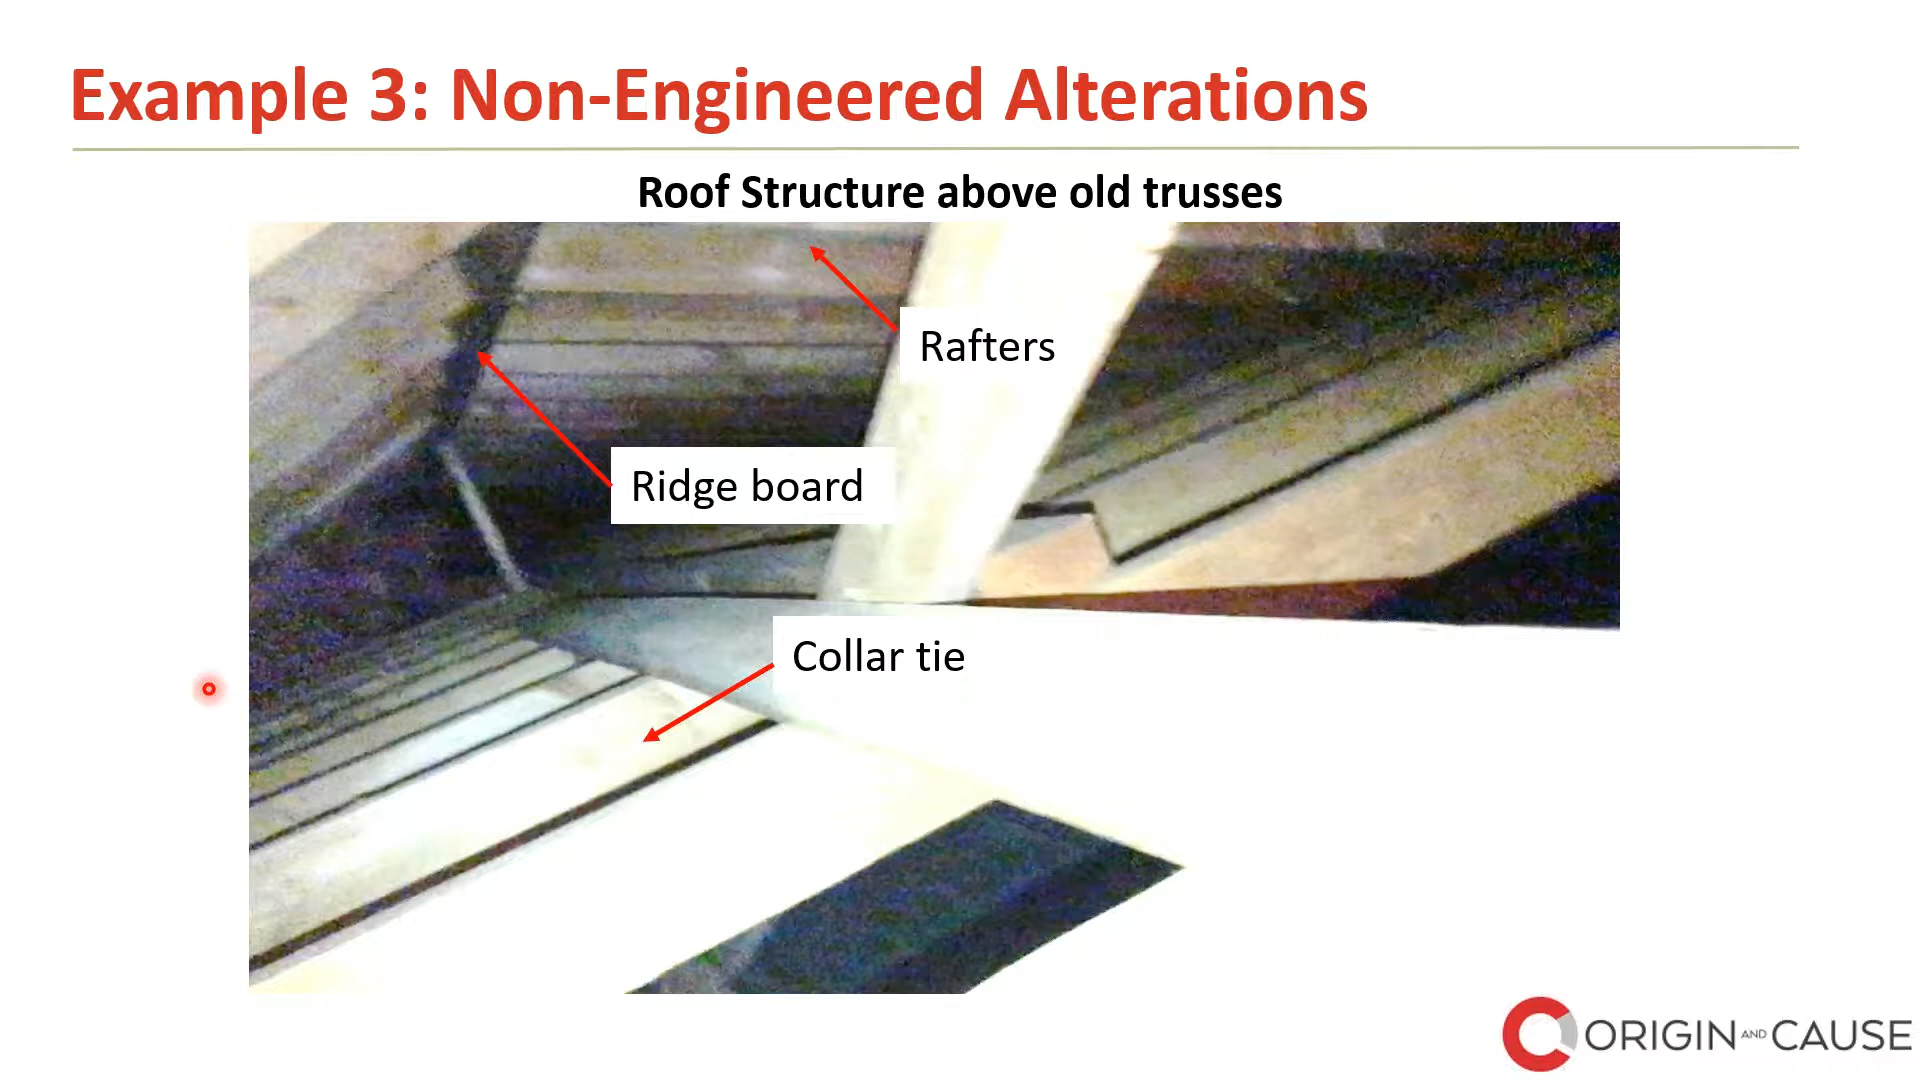 Example 3: Non-Engineered Alterations
Roof Structure above old trusses
Rafters
Ridge board
Collar tie
ORIGIN AND CAUSE